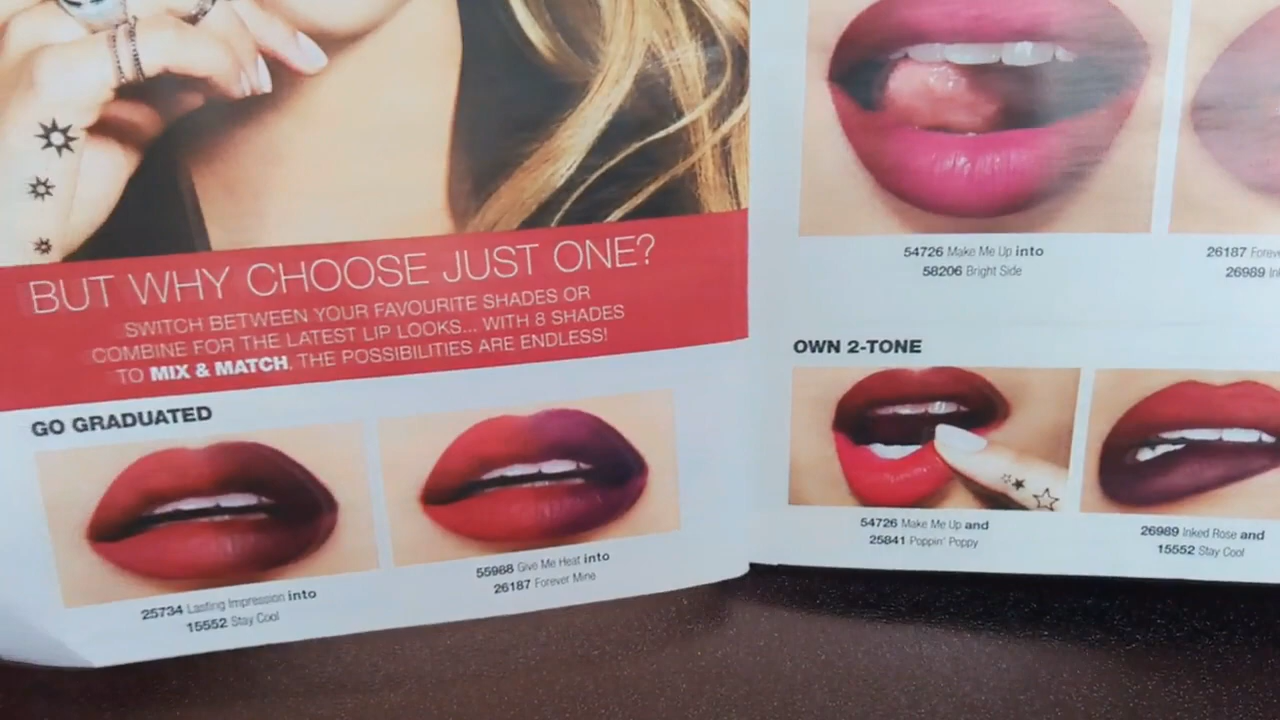 BUT WHY CHOOSE JUST ONE?
SWITCH BETWEEN YOUR FAVOURITE SHADES OR
COMBINE FOR THE LATEST LIP LOOKS... WITH 8 SHADES
TO MIX & MATCH, THE POSSIBILITIES ARE ENDLESS!
GO GRADUATED
25734 Lasting Impression into
15552 Stay Cool
55988 Give Me Heat into
26187 Forever Mine
54726 Make Me Up into
58206 Bright Side
26187
26989
OWN 2-TONE
54726 Make Me Up and
25841 Poppin' Poppy
26989 Inked Rose and
15552 Stay Cool